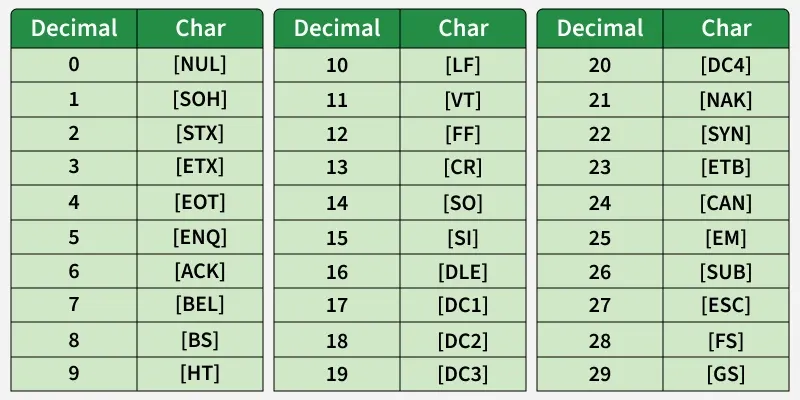 Decimal Char Decimal Char Decimal Char
0 [NUL] 10 [LF] 20 [DC4]
1 [SOH] 11 [VT] 21 [NAK]
2 [STX] 12 [FF] 22 [SYN]
3 [ETX] 13 [CR] 23 [ETB]
4 [EOT] 14 [SO] 24 [CAN]
5 [ENQ] 15 [SI] 25 [EM]
6 [ACK] 16 [DLE] 26 [SUB]
7 [BEL] 17 [DC1] 27 [ESC]
8 [BS] 18 [DC2] 28 [FS]
9 [HT] 19 [DC3] 29 [GS]